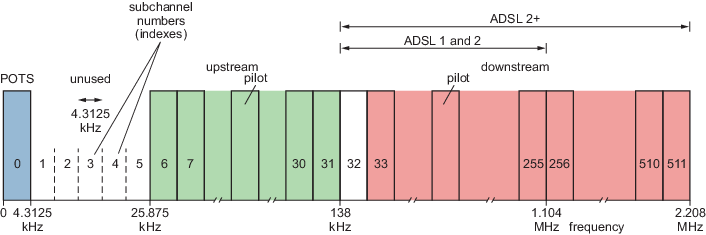 subchannel
numbers
(indexes)
ADSL 2+
ADSL 1 and 2
POTS
unused
upstream
pilot
pilot
downstream
4.3125
kHz
0 1 2 3 4 5 6 7 30 31 32 33 255 256 510 511
0 4.3125 25.875 138 1.104 2.208
kHz kHz kHz MHz frequency MHz